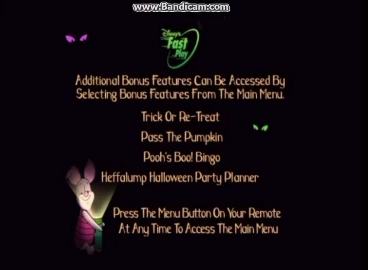 www.Bandicam.com
Disney's
Fast
Play
Additional Bonus Features Can Be Accessed By
Selecting Bonus Features From The Main Menu.
Trick Or Re-Treat
Pass The Pumpkin
Pooh's Boo! Bingo
Heffalump Halloween Party Planner
Press The Menu Button On Your Remote
At Any Time To Access The Main Menu